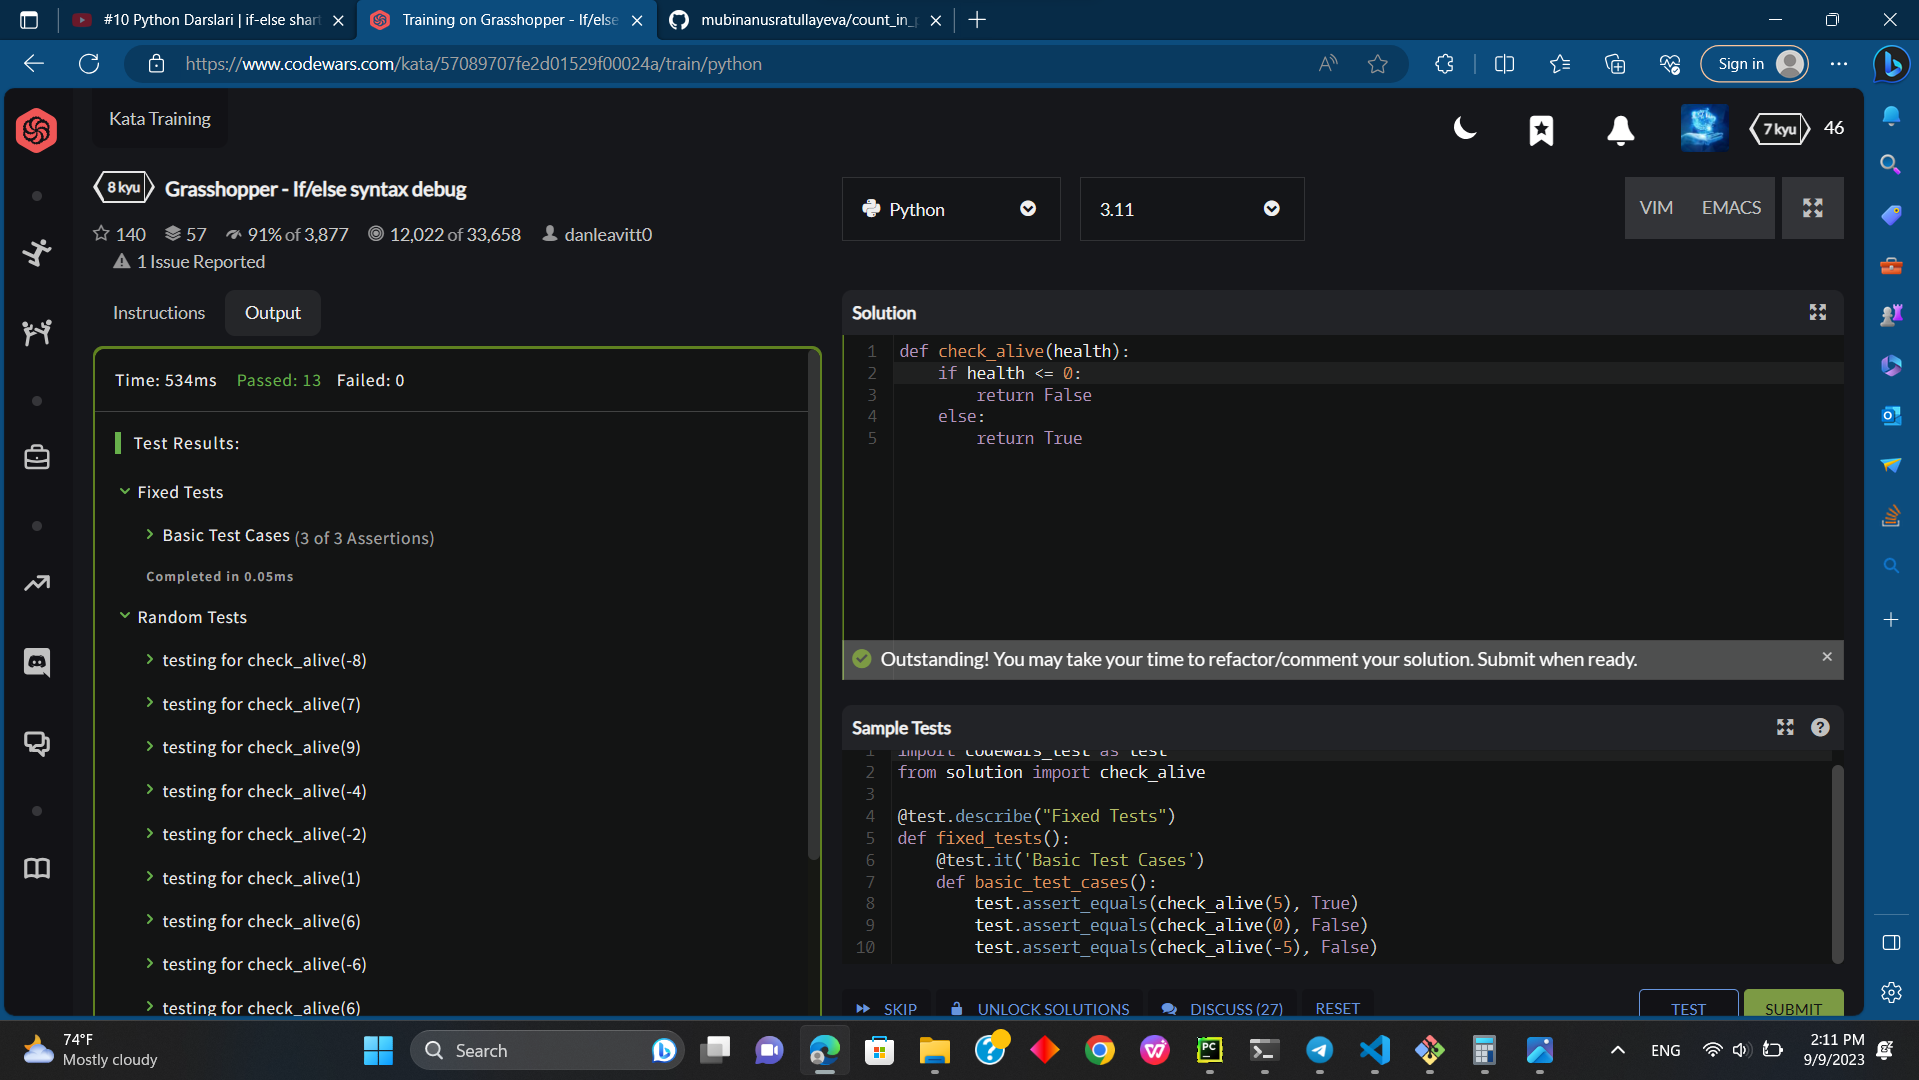 #10 Python Darslari | if-else shart
Training on Grasshopper - If/else
mubinanusratullayeva/count_in_p
https://www.codewars.com/kata/57089707fe2d01529f00024a/train/python
Sign in
Kata Training
7 kyu
46
8 kyu
Grasshopper - If/else syntax debug
140
57
91% of 3,877
12,022 of 33,658
danleavitt0
1 Issue Reported
Python
3.11
VIM
EMACS
Instructions
Output
Time: 534ms Passed: 13 Failed: 0
Test Results:
Fixed Tests
Basic Test Cases (3 of 3 Assertions)
Completed in 0.05ms
Random Tests
testing for check_alive(-8)
testing for check_alive(7)
testing for check_alive(9)
testing for check_alive(-4)
testing for check_alive(-2)
testing for check_alive(1)
testing for check_alive(6)
testing for check_alive(-6)
testing for check_alive(6)
Solution
1 def check_alive(health):
2 if health <= 0:
3 return False
4 else:
5 return True
Outstanding! You may take your time to refactor/comment your solution. Submit when ready.
Sample Tests
1 import codewars_test as test
2 from solution import check_alive
3
4 @test.describe("Fixed Tests")
5 def fixed_tests():
6 @test.it('Basic Test Cases')
7 def basic_test_cases():
8 test.assert_equals(check_alive(5), True)
9 test.assert_equals(check_alive(0), False)
10 test.assert_equals(check_alive(-5), False)
SKIP
UNLOCK SOLUTIONS
DISCUSS (27)
RESET
TEST
SUBMIT
74°F
Mostly cloudy
Search
ENG
2:11 PM
9/9/2023